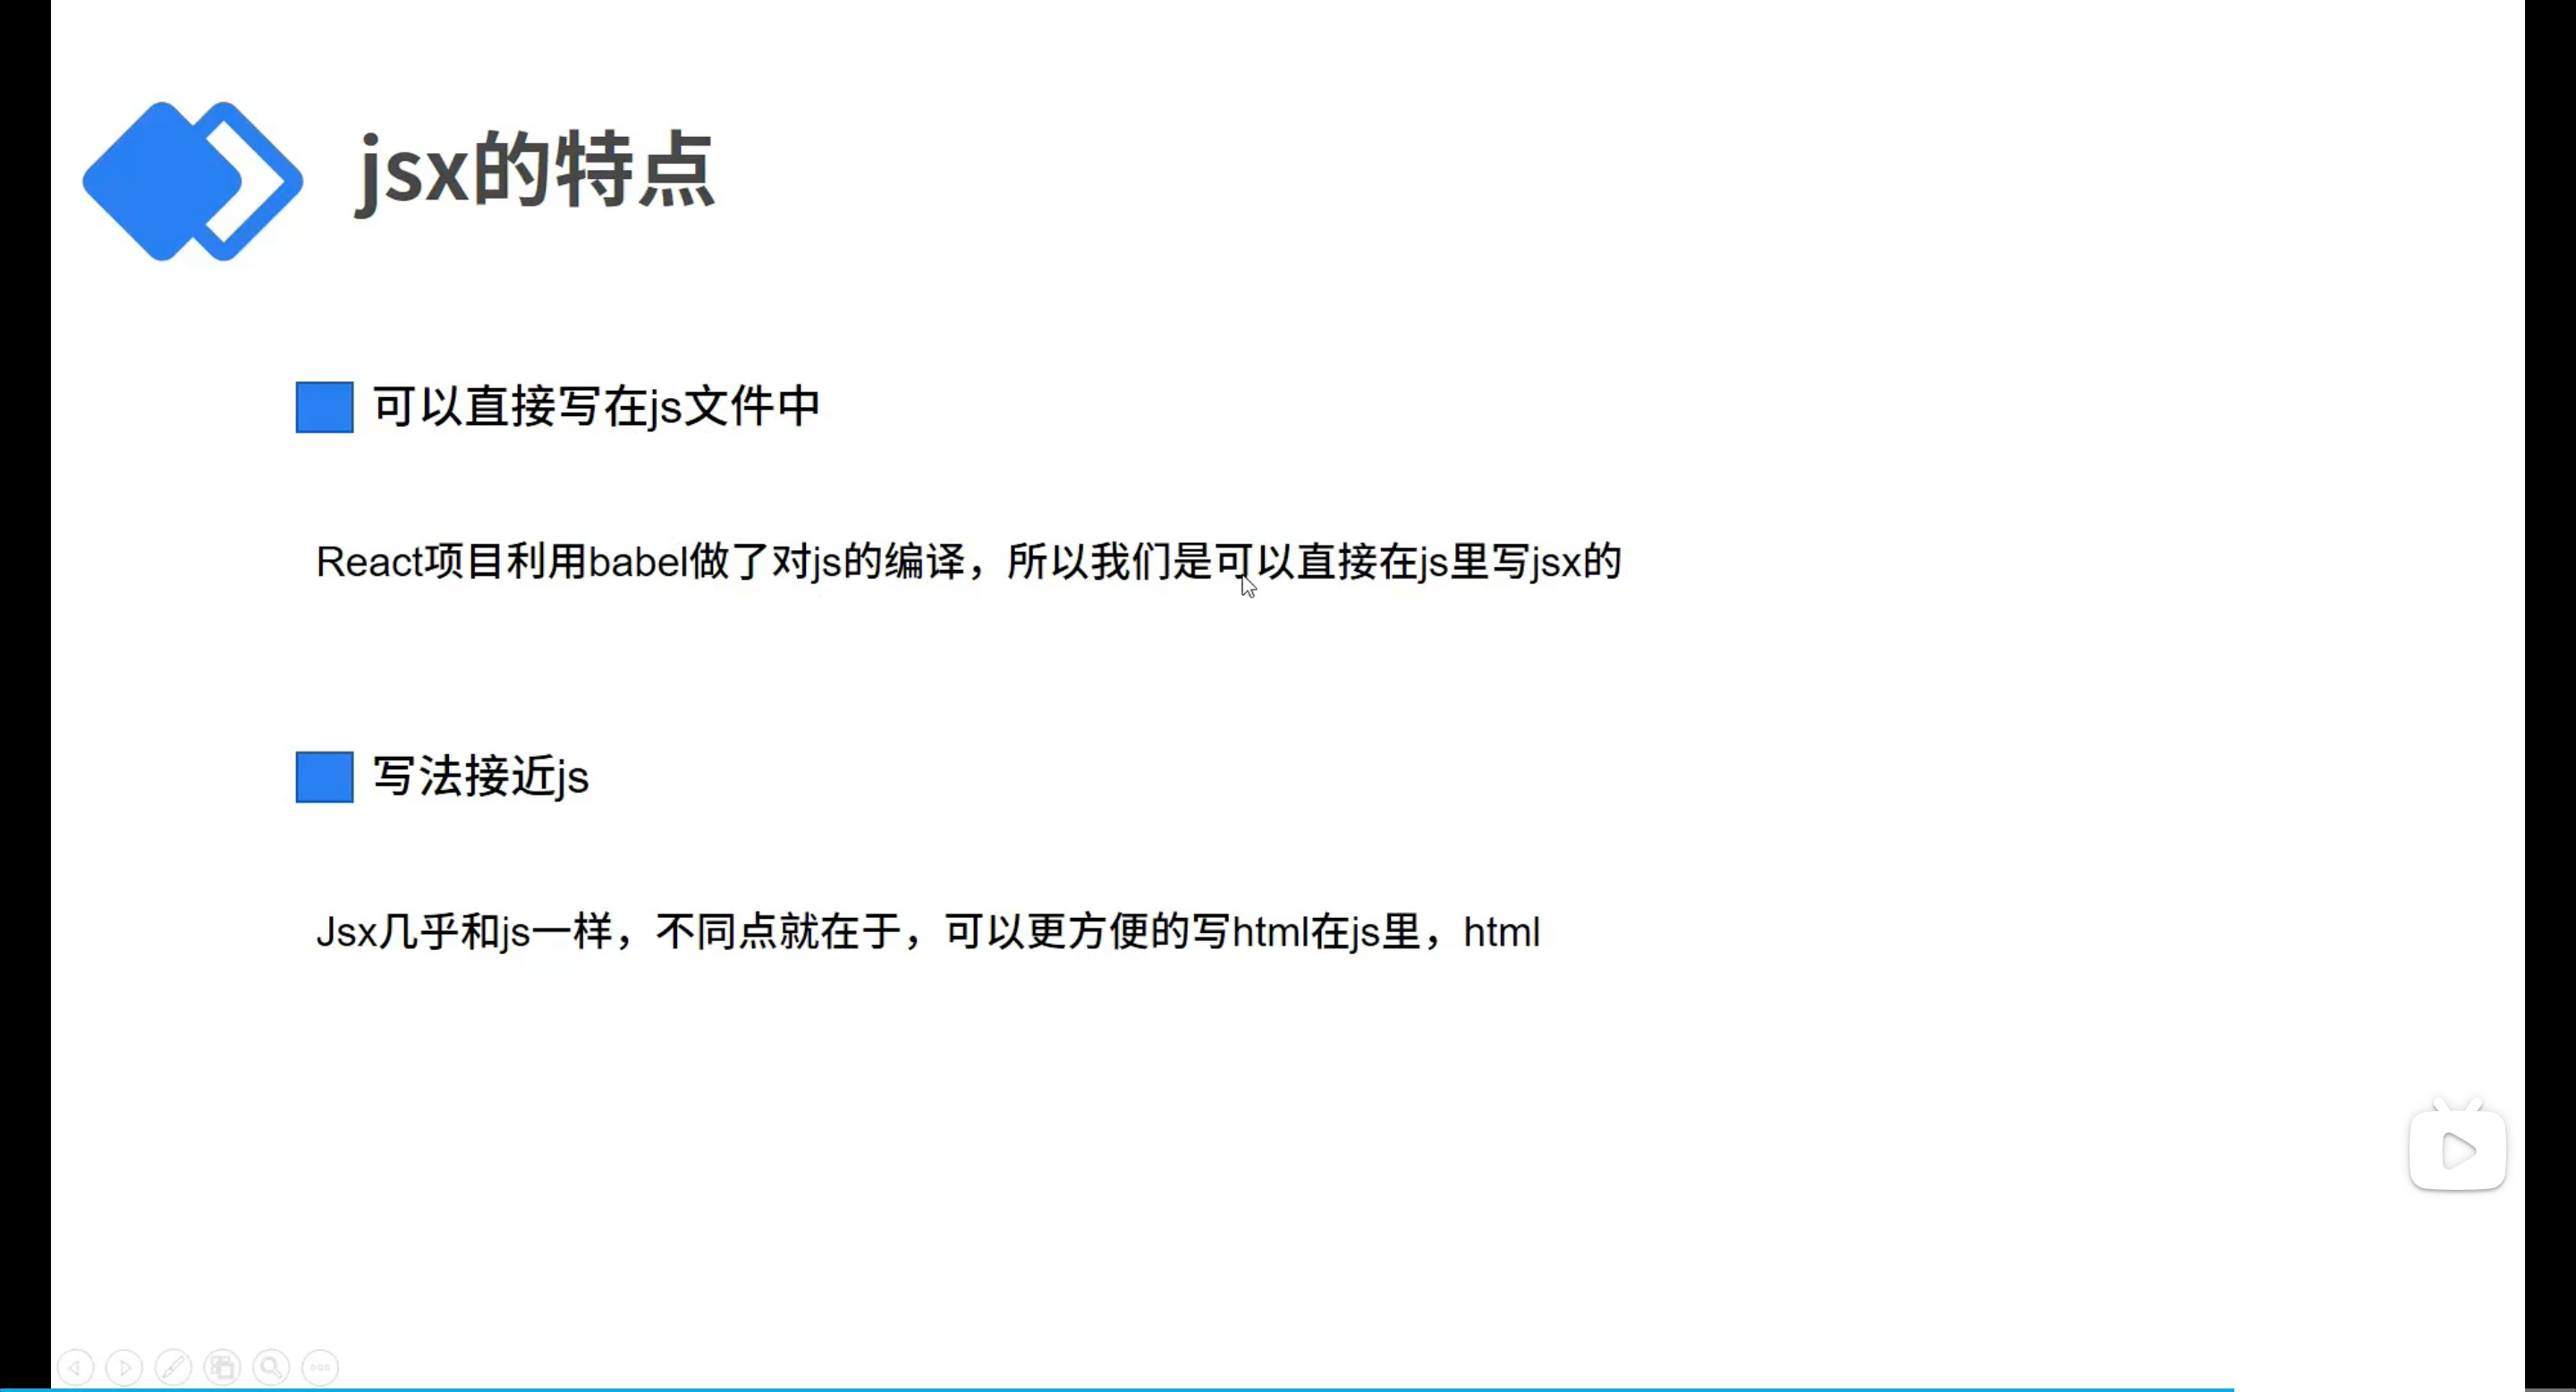 jsx的特点
可以直接写在js文件中
React项目利用babel做了对js的编译，所以我们是可以直接在js里写jsx的
写法接近js
Jsx几乎和js一样，不同点就在于，可以更方便的写html在js里，html